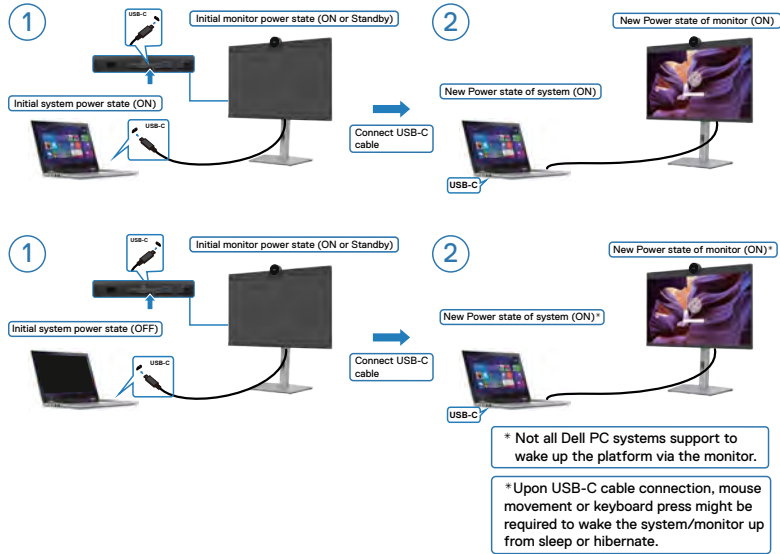 1
USB-C
Initial monitor power state (ON or Standby)
Initial system power state (ON)
USB-C
Connect USB-C
cable
2
New Power state of monitor (ON)
New Power state of system (ON)
USB-C
1
USB-C
Initial monitor power state (ON or Standby)
Initial system power state (OFF)
USB-C
Connect USB-C
cable
2
New Power state of monitor (ON)*
New Power state of system (ON)*
USB-C
* Not all Dell PC systems support to
wake up the platform via the monitor.
*Upon USB-C cable connection, mouse
movement or keyboard press might be
required to wake the system/monitor up
from sleep or hibernate.